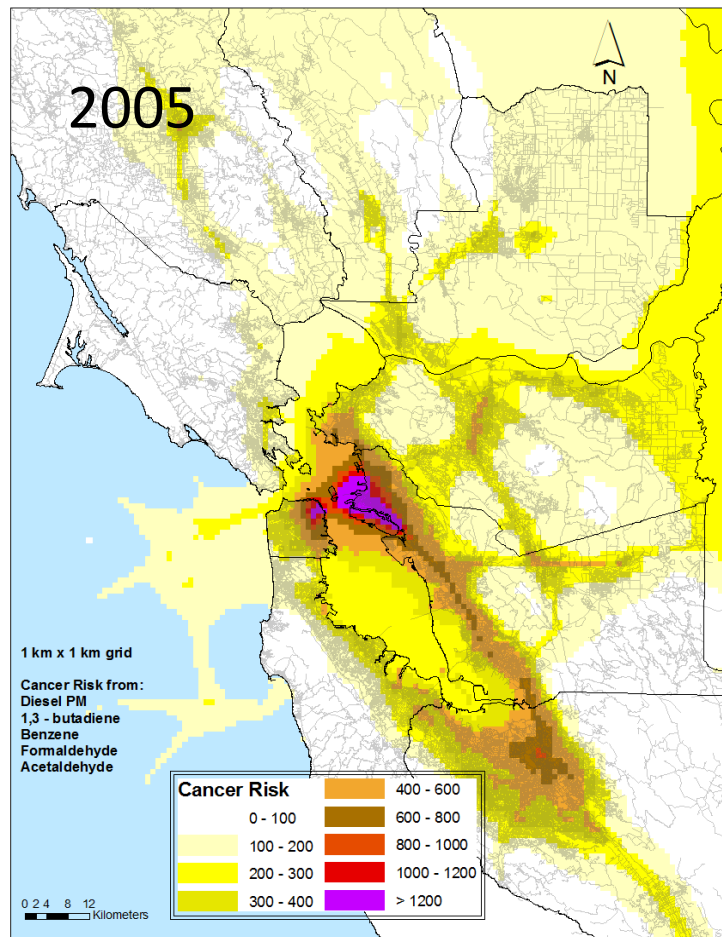 2005
N
1 km x 1 km grid
Cancer Risk from:
Diesel PM
1,3 - butadiene
Benzene
Formaldehyde
Acetaldehyde
Cancer Risk
0 - 100
100 - 200
200 - 300
300 - 400
400 - 600
600 - 800
800 - 1000
1000 - 1200
> 1200
0 2 4 8 12
Kilometers